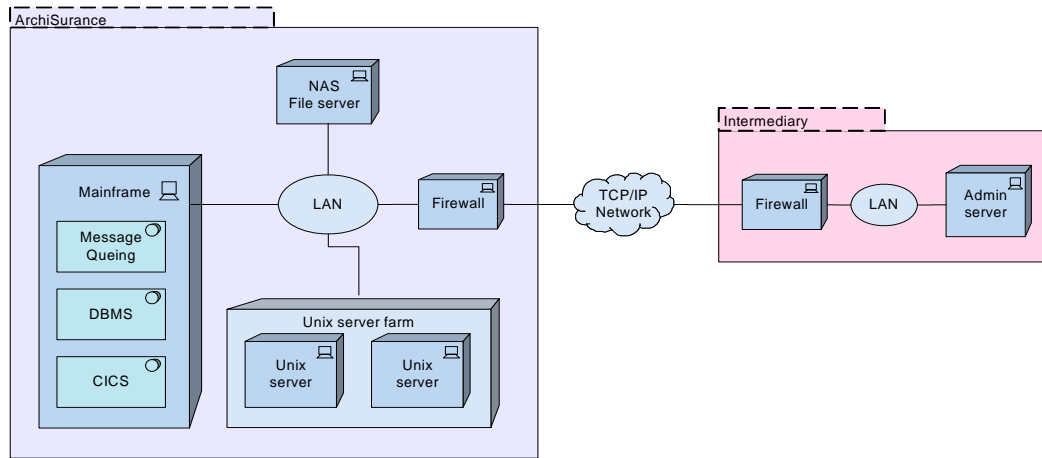 ArchiSurance
NAS
File server
Intermediary
Mainframe
LAN
Firewall
TCP/IP
Network
Firewall
LAN
Admin
server
Message
Queing
DBMS
CICS
Unix server farm
Unix
server
Unix
server